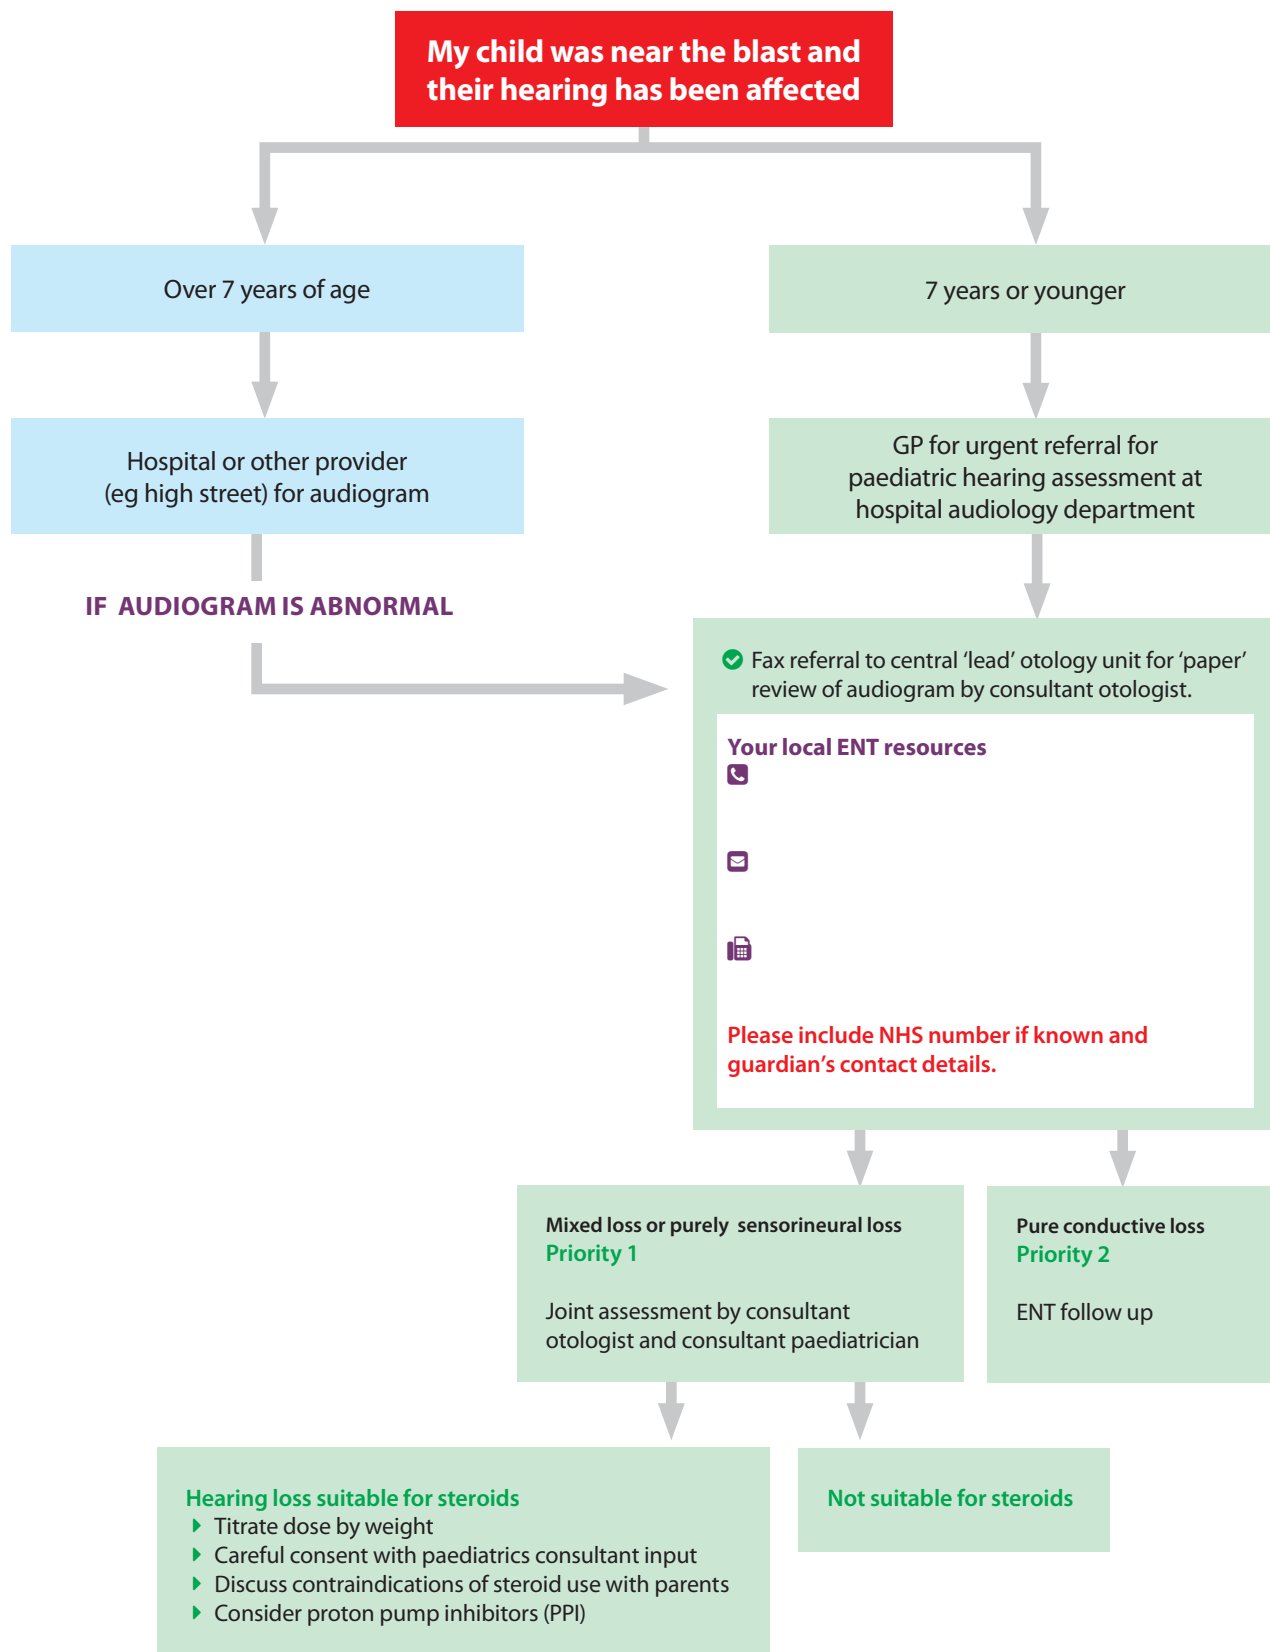 My child was near the blast and
their hearing has been affected
Over 7 years of age
7 years or younger
Hospital or other provider
(eg high street) for audiogram
GP for urgent referral for
paediatric hearing assessment at
hospital audiology department
IF AUDIOGRAM IS ABNORMAL
Fax referral to central ‘lead’ otology unit for ‘paper’
review of audiogram by consultant otologist.
Your local ENT resources
Please include NHS number if known and
guardian’s contact details.
Mixed loss or purely sensorineural loss
Priority 1
Joint assessment by consultant
otologist and consultant paediatrician
Pure conductive loss
Priority 2
ENT follow up
Hearing loss suitable for steroids
Titrate dose by weight
Careful consent with paediatrics consultant input
Discuss contraindications of steroid use with parents
Consider proton pump inhibitors (PPI)
Not suitable for steroids